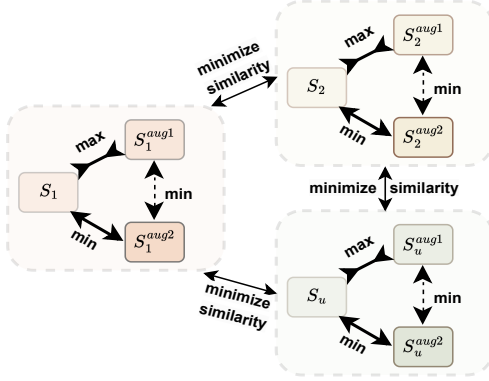 max
$S_1^{aug1}$
$S_1$
min
min
$S_1^{aug2}$
minimize
similarity
max
$S_2^{aug1}$
$S_2$
min
min
$S_2^{aug2}$
minimize similarity
minimize
similarity
max
$S_u^{aug1}$
$S_u$
min
min
$S_u^{aug2}$